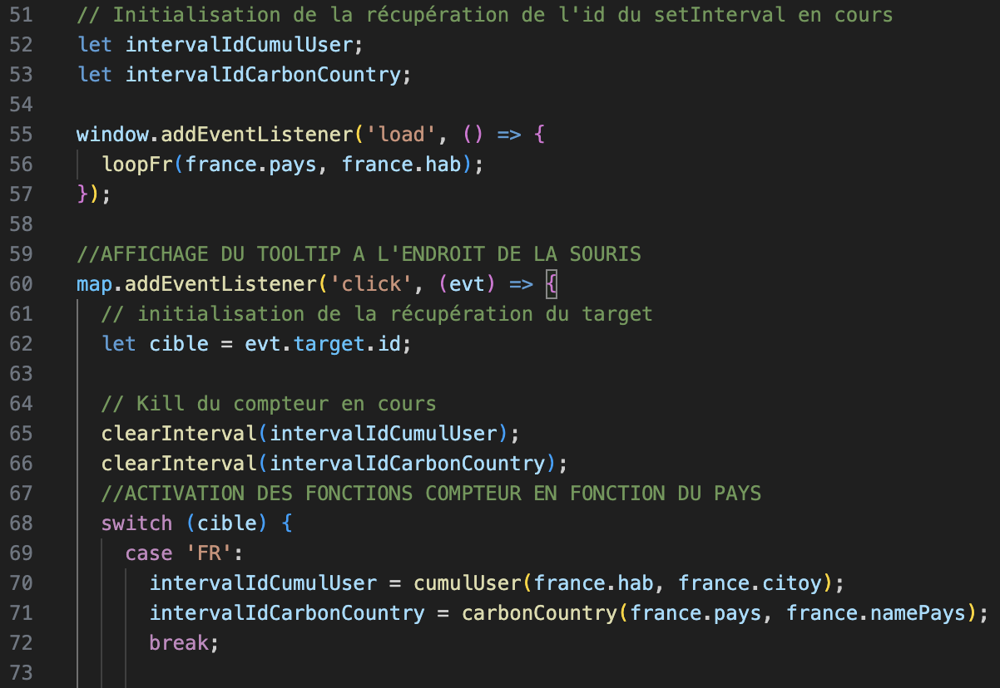 51 // Initialisation de la récupération de l'id du setInterval en cours
52 let intervalIdCumulUser;
53 let intervalIdCarbonCountry;
54
55 window.addEventListener('load', () => {
56 loopFr(france.pays, france.hab);
57 });
58
59 //AFFICHAGE DU TOOLTIP A L'ENDROIT DE LA SOURIS
60 map.addEventListener('click', (evt) => {
61 // initialisation de la récupération du target
62 let cible = evt.target.id;
63
64 // Kill du compteur en cours
65 clearInterval(intervalIdCumulUser);
66 clearInterval(intervalIdCarbonCountry);
67 //ACTIVATION DES FONCTIONS COMPTEUR EN FONCTION DU PAYS
68 switch (cible) {
69 case 'FR':
70 intervalIdCumulUser = cumulUser(france.hab, france.citoy);
71 intervalIdCarbonCountry = carbonCountry(france.pays, france.namePays);
72 break;
73